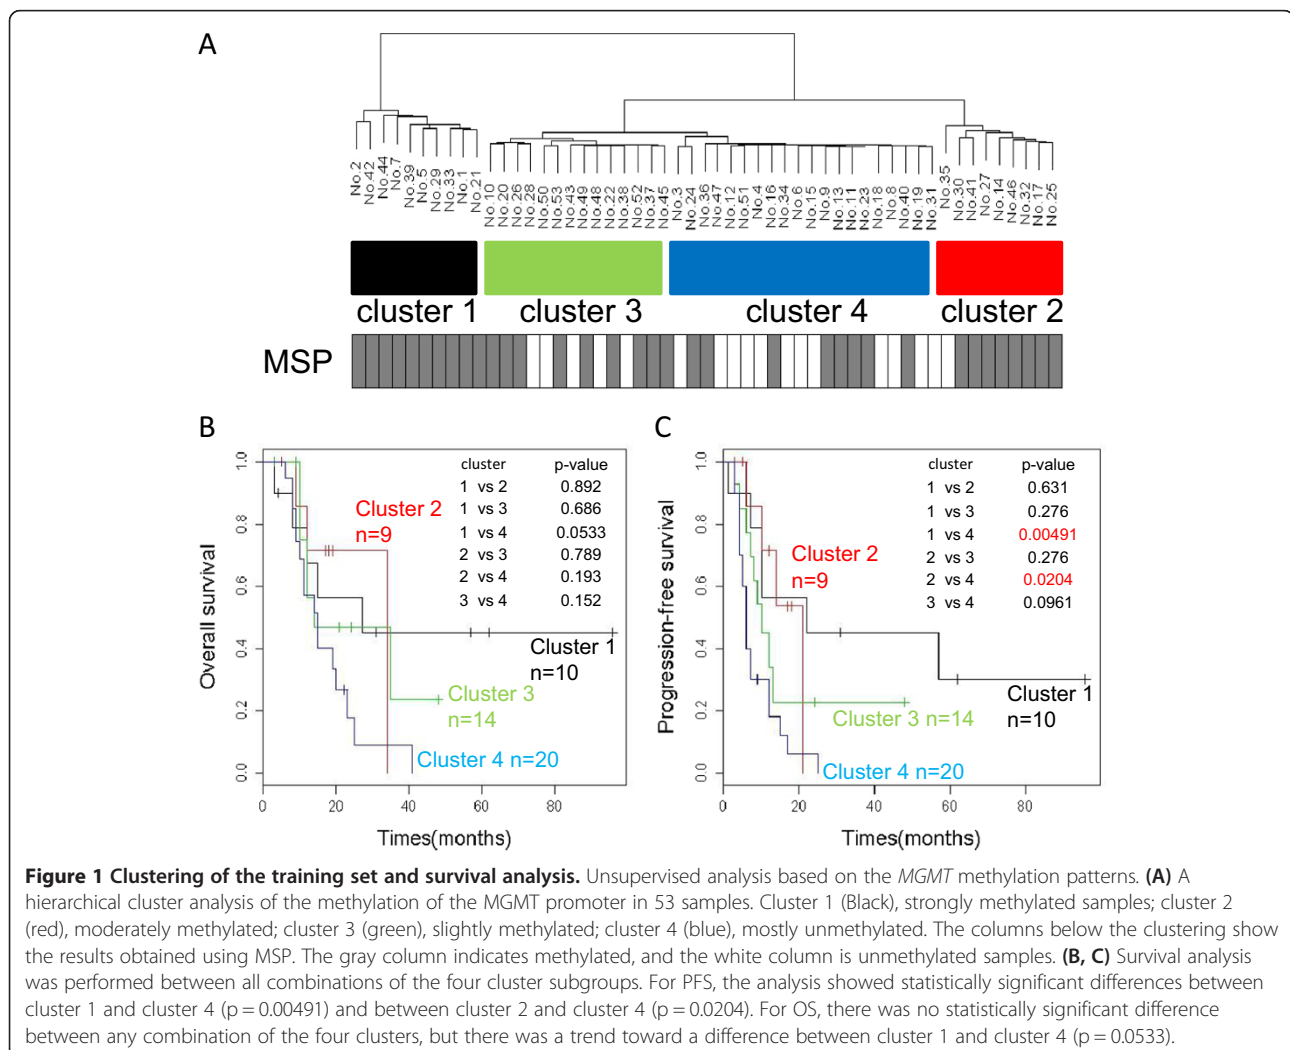 A
No.2
No.42
No.44
No.7
No.39
No.5
No.29
No.33
No.1
No.21
No.10
No.20
No.26
No.28
No.50
No.53
No.43
No.49
No.48
No.22
No.38
No.52
No.37
No.45
No.3
No.24
No.36
No.47
No.12
No.51
No.4
No.16
No.34
No.6
No.15
No.9
No.13
No.11
No.23
No.18
No.8
No.40
No.19
No.31
No.35
No.30
No.41
No.27
No.14
No.46
No.32
No.17
No.25
cluster 1
cluster 3
cluster 4
cluster 2
MSP
B
Overall survival
1.0
0.8
0.6
0.4
0.2
0.0
cluster p-value
1 vs 2 0.892
1 vs 3 0.686
1 vs 4 0.0533
2 vs 3 0.789
2 vs 4 0.193
3 vs 4 0.152
Cluster 2
n=9
Cluster 1
n=10
Cluster 3
n=14
Cluster 4 n=20
0 20 40 60 80
Times(months)
C
Progression-free survival
1.0
0.8
0.6
0.4
0.2
0.0
cluster p-value
1 vs 2 0.631
1 vs 3 0.276
1 vs 4 0.00491
2 vs 3 0.276
2 vs 4 0.0204
3 vs 4 0.0961
Cluster 2
n=9
Cluster 1
n=10
Cluster 3 n=14
Cluster 4 n=20
0 20 40 60 80
Times(months)
Figure 1 Clustering of the training set and survival analysis. Unsupervised analysis based on the MGMT methylation patterns. (A) A
hierarchical cluster analysis of the methylation of the MGMT promoter in 53 samples. Cluster 1 (Black), strongly methylated samples; cluster 2
(red), moderately methylated; cluster 3 (green), slightly methylated; cluster 4 (blue), mostly unmethylated. The columns below the clustering show
the results obtained using MSP. The gray column indicates methylated, and the white column is unmethylated samples. (B, C) Survival analysis
was performed between all combinations of the four cluster subgroups. For PFS, the analysis showed statistically significant differences between
cluster 1 and cluster 4 (p = 0.00491) and between cluster 2 and cluster 4 (p = 0.0204). For OS, there was no statistically significant difference
between any combination of the four clusters, but there was a trend toward a difference between cluster 1 and cluster 4 (p = 0.0533).